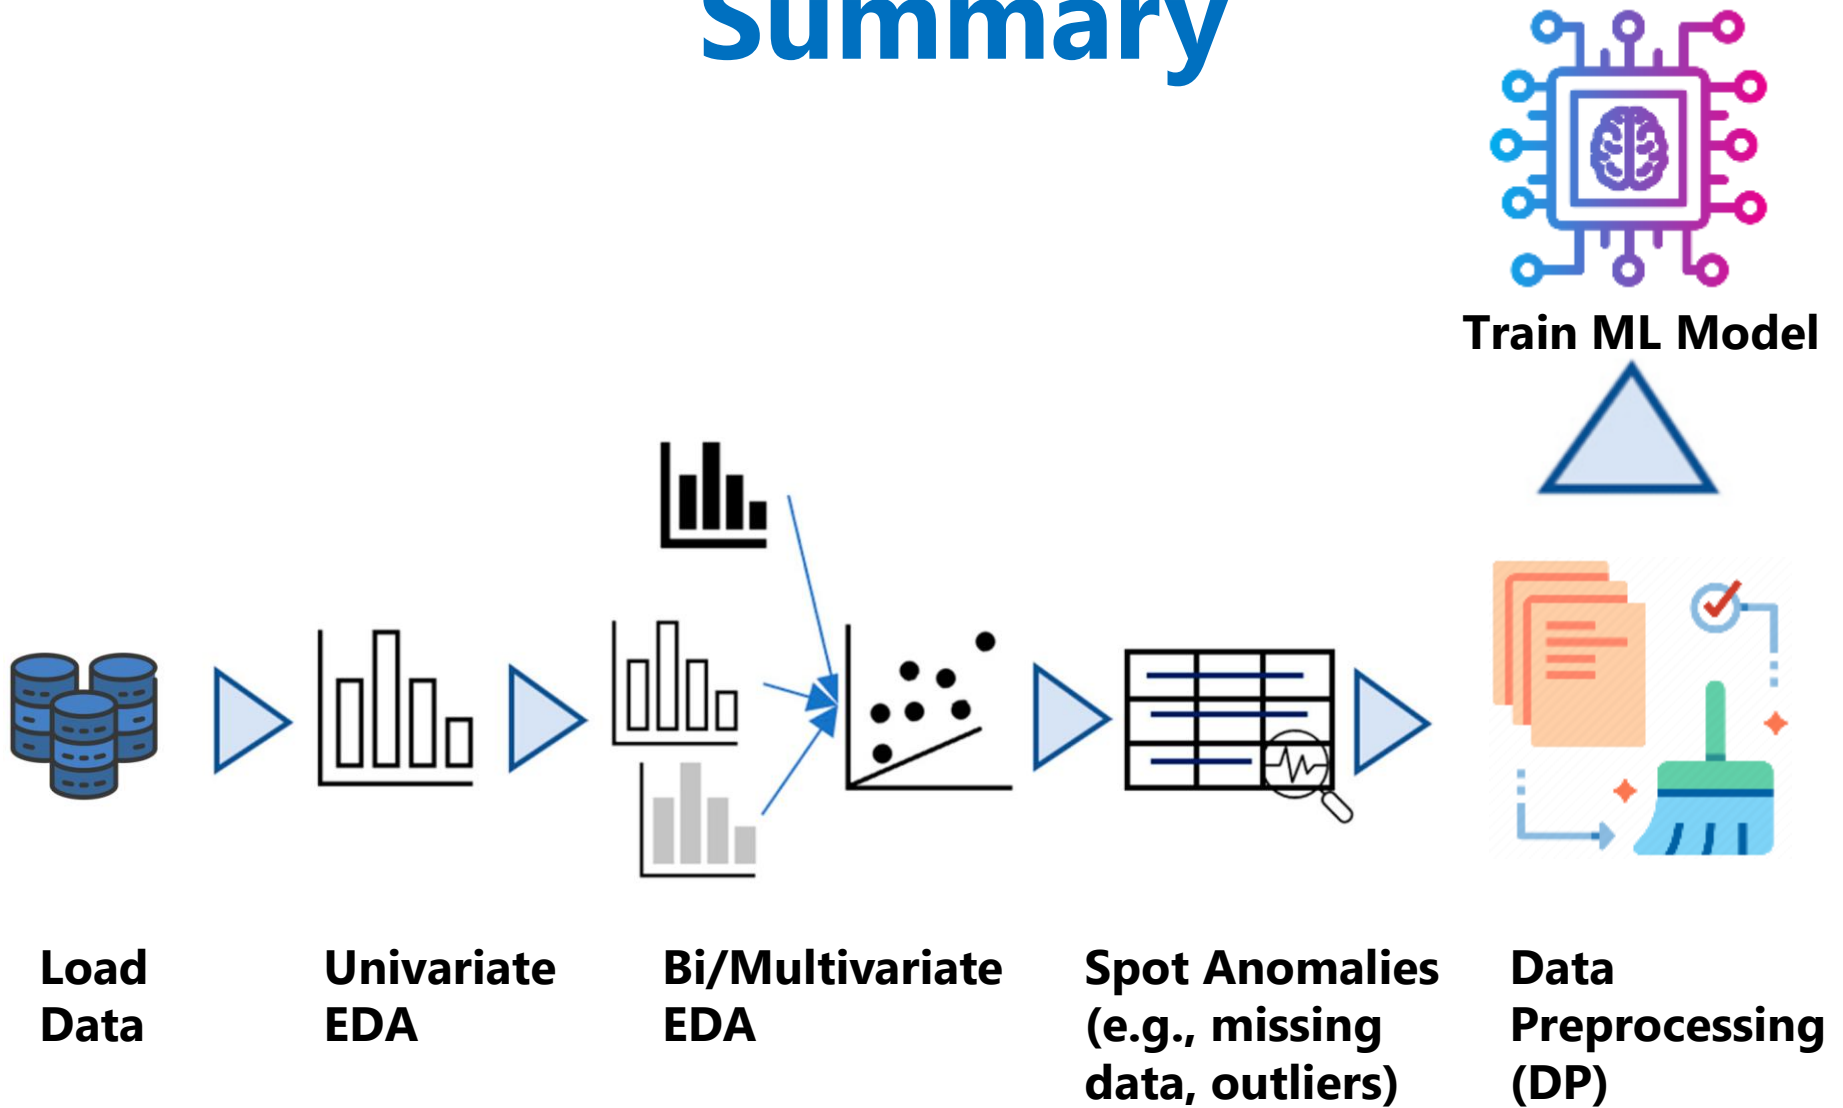 Summary
Train ML Model
Load
Data
Univariate
EDA
Bi/Multivariate
EDA
Spot Anomalies
(e.g., missing
data, outliers)
Data
Preprocessing
(DP)